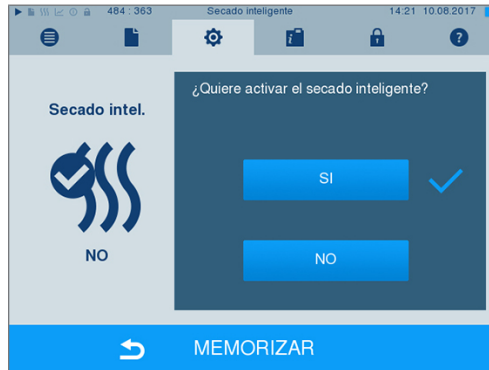 484 : 363 Secado inteligente 14:21 10.08.2017
¿Quiere activar el secado inteligente?
Secado intel.
SI
NO
NO
MEMORIZAR